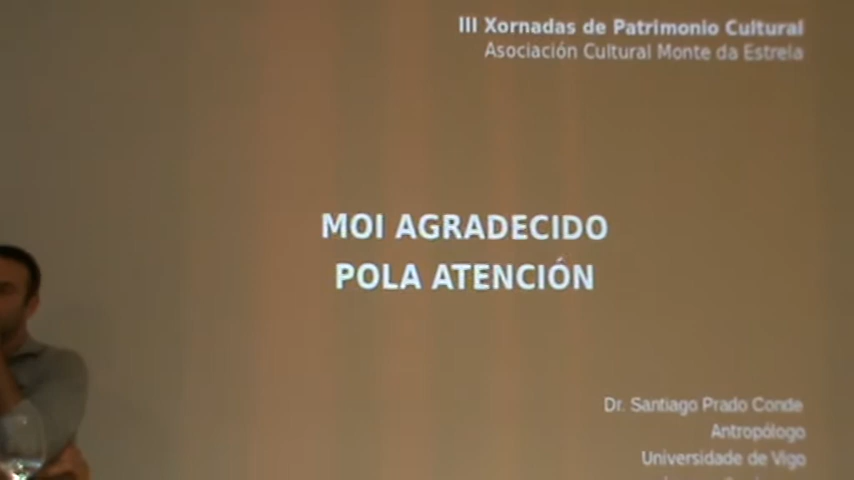 III Xornadas de Patrimonio Cultural
Asociación Cultural Monte da Estrela
MOI AGRADECIDO
POLA ATENCIÓN
Dr. Santiago Prado Conde
Antropólogo
Universidade de Vigo